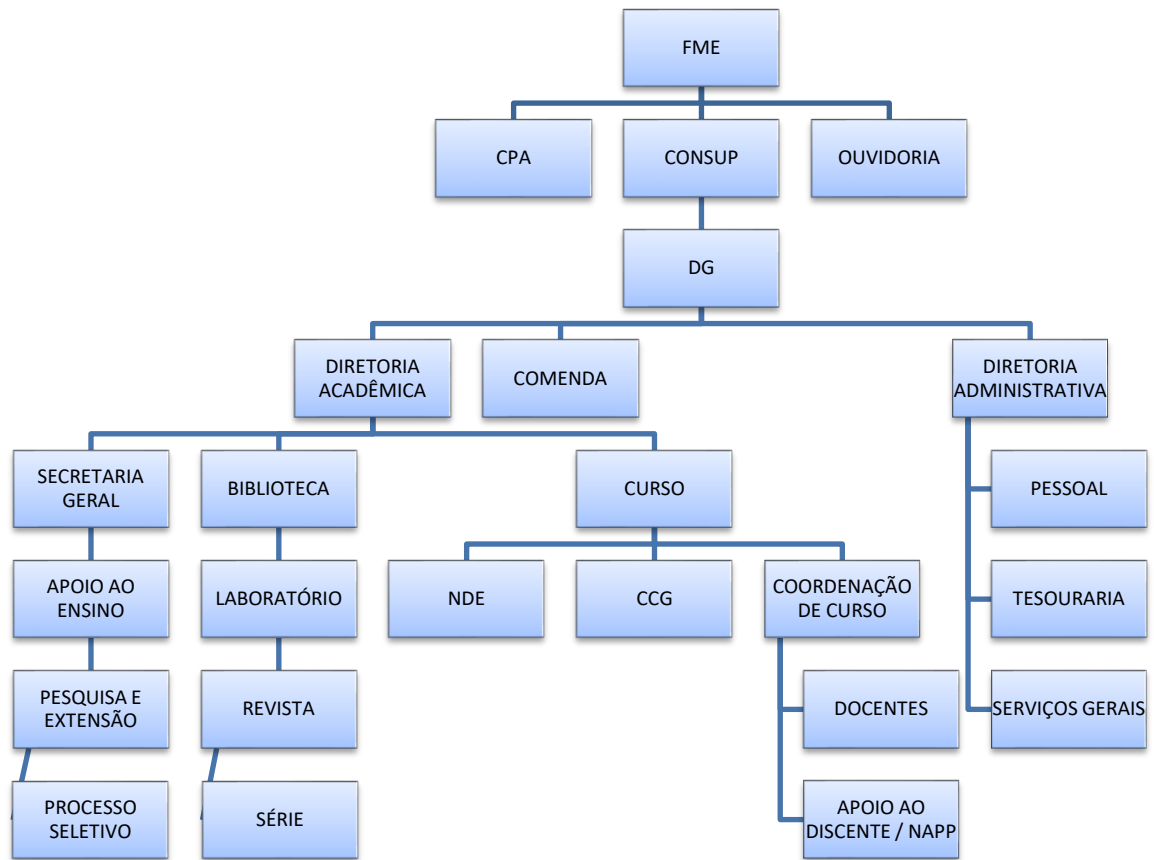 FME
CPA
CONSUP
OUVIDORIA
DG
DIRETORIA
ACADÊMICA
COMENDA
DIRETORIA
ADMINISTRATIVA
SECRETARIA
GERAL
BIBLIOTECA
CURSO
PESSOAL
APOIO AO
ENSINO
LABORATÓRIO
NDE
CCG
COORDENAÇÃO
DE CURSO
TESOURARIA
PESQUISA E
EXTENSÃO
REVISTA
DOCENTES
SERVIÇOS GERAIS
PROCESSO
SELETIVO
SÉRIE
APOIO AO
DISCENTE / NAPP